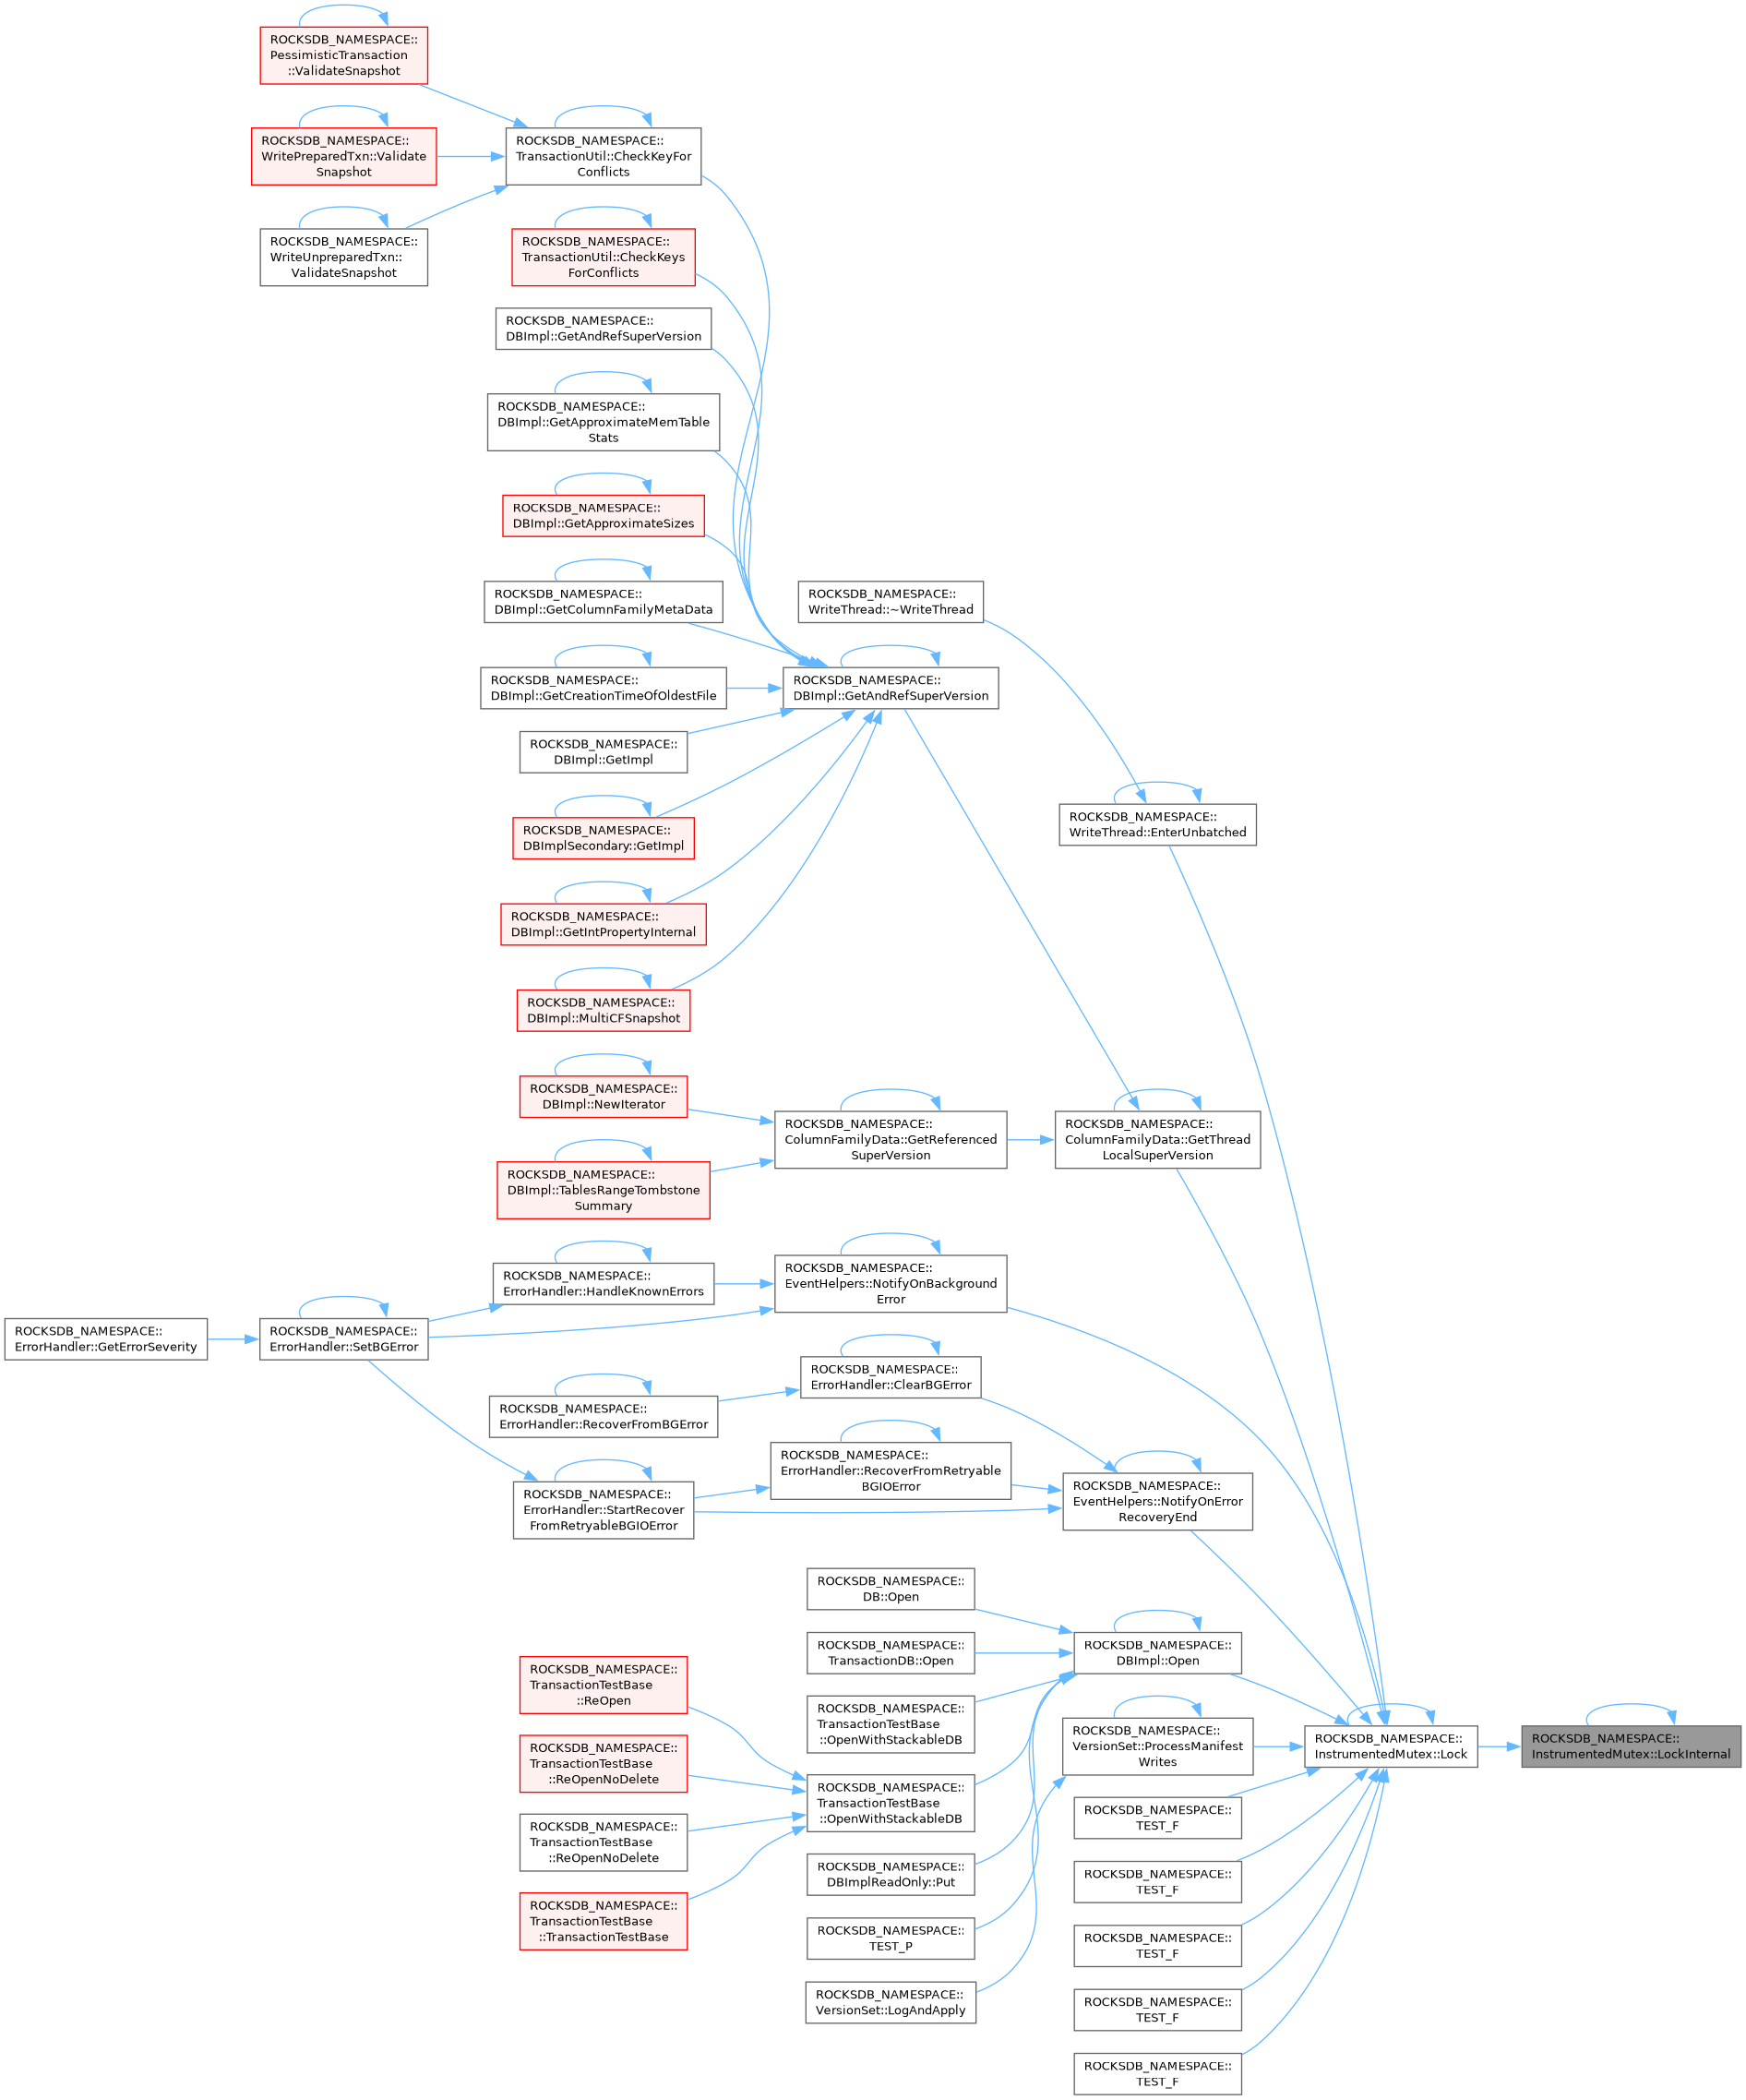 ROCKSDB_NAMESPACE::
PessimisticTransaction
::ValidateSnapshot
ROCKSDB_NAMESPACE::
WritePreparedTxn::Validate
Snapshot
ROCKSDB_NAMESPACE::
WriteUnpreparedTxn::
ValidateSnapshot
ROCKSDB_NAMESPACE::
TransactionUtil::CheckKeyFor
Conflicts
ROCKSDB_NAMESPACE::
TransactionUtil::CheckKeys
ForConflicts
ROCKSDB_NAMESPACE::
DBImpl::GetAndRefSuperVersion
ROCKSDB_NAMESPACE::
DBImpl::GetApproximateMemTable
Stats
ROCKSDB_NAMESPACE::
DBImpl::GetApproximateSizes
ROCKSDB_NAMESPACE::
DBImpl::GetColumnFamilyMetaData
ROCKSDB_NAMESPACE::
DBImpl::GetCreationTimeOfOldestFile
ROCKSDB_NAMESPACE::
DBImpl::GetImpl
ROCKSDB_NAMESPACE::
DBImplSecondary::GetImpl
ROCKSDB_NAMESPACE::
DBImpl::GetIntPropertyInternal
ROCKSDB_NAMESPACE::
DBImpl::MultiCFSnapshot
ROCKSDB_NAMESPACE::
DBImpl::NewIterator
ROCKSDB_NAMESPACE::
DBImpl::TablesRangeTombstone
Summary
ROCKSDB_NAMESPACE::
WriteThread::~WriteThread
ROCKSDB_NAMESPACE::
DBImpl::GetAndRefSuperVersion
ROCKSDB_NAMESPACE::
WriteThread::EnterUnbatched
ROCKSDB_NAMESPACE::
ColumnFamilyData::GetReferenced
SuperVersion
ROCKSDB_NAMESPACE::
ColumnFamilyData::GetThread
LocalSuperVersion
ROCKSDB_NAMESPACE::
ErrorHandler::GetErrorSeverity
ROCKSDB_NAMESPACE::
ErrorHandler::SetBGError
ROCKSDB_NAMESPACE::
ErrorHandler::HandleKnownErrors
ROCKSDB_NAMESPACE::
EventHelpers::NotifyOnBackground
Error
ROCKSDB_NAMESPACE::
ErrorHandler::ClearBGError
ROCKSDB_NAMESPACE::
ErrorHandler::RecoverFromBGError
ROCKSDB_NAMESPACE::
ErrorHandler::RecoverFromRetryable
BGIOError
ROCKSDB_NAMESPACE::
ErrorHandler::StartRecover
FromRetryableBGIOError
ROCKSDB_NAMESPACE::
EventHelpers::NotifyOnError
RecoveryEnd
ROCKSDB_NAMESPACE::
DB::Open
ROCKSDB_NAMESPACE::
TransactionDB::Open
ROCKSDB_NAMESPACE::
DBImpl::Open
ROCKSDB_NAMESPACE::
TransactionTestBase
::OpenWithStackableDB
ROCKSDB_NAMESPACE::
TransactionTestBase
::ReOpen
ROCKSDB_NAMESPACE::
TransactionTestBase
::ReOpenNoDelete
ROCKSDB_NAMESPACE::
TransactionTestBase
::ReOpenNoDelete
ROCKSDB_NAMESPACE::
TransactionTestBase
::TransactionTestBase
ROCKSDB_NAMESPACE::
TransactionTestBase
::OpenWithStackableDB
ROCKSDB_NAMESPACE::
DBImplReadOnly::Put
ROCKSDB_NAMESPACE::
TEST_P
ROCKSDB_NAMESPACE::
VersionSet::LogAndApply
ROCKSDB_NAMESPACE::
VersionSet::ProcessManifest
Writes
ROCKSDB_NAMESPACE::
TEST_F
ROCKSDB_NAMESPACE::
TEST_F
ROCKSDB_NAMESPACE::
TEST_F
ROCKSDB_NAMESPACE::
TEST_F
ROCKSDB_NAMESPACE::
TEST_F
ROCKSDB_NAMESPACE::
InstrumentedMutex::Lock
ROCKSDB_NAMESPACE::
InstrumentedMutex::LockInternal